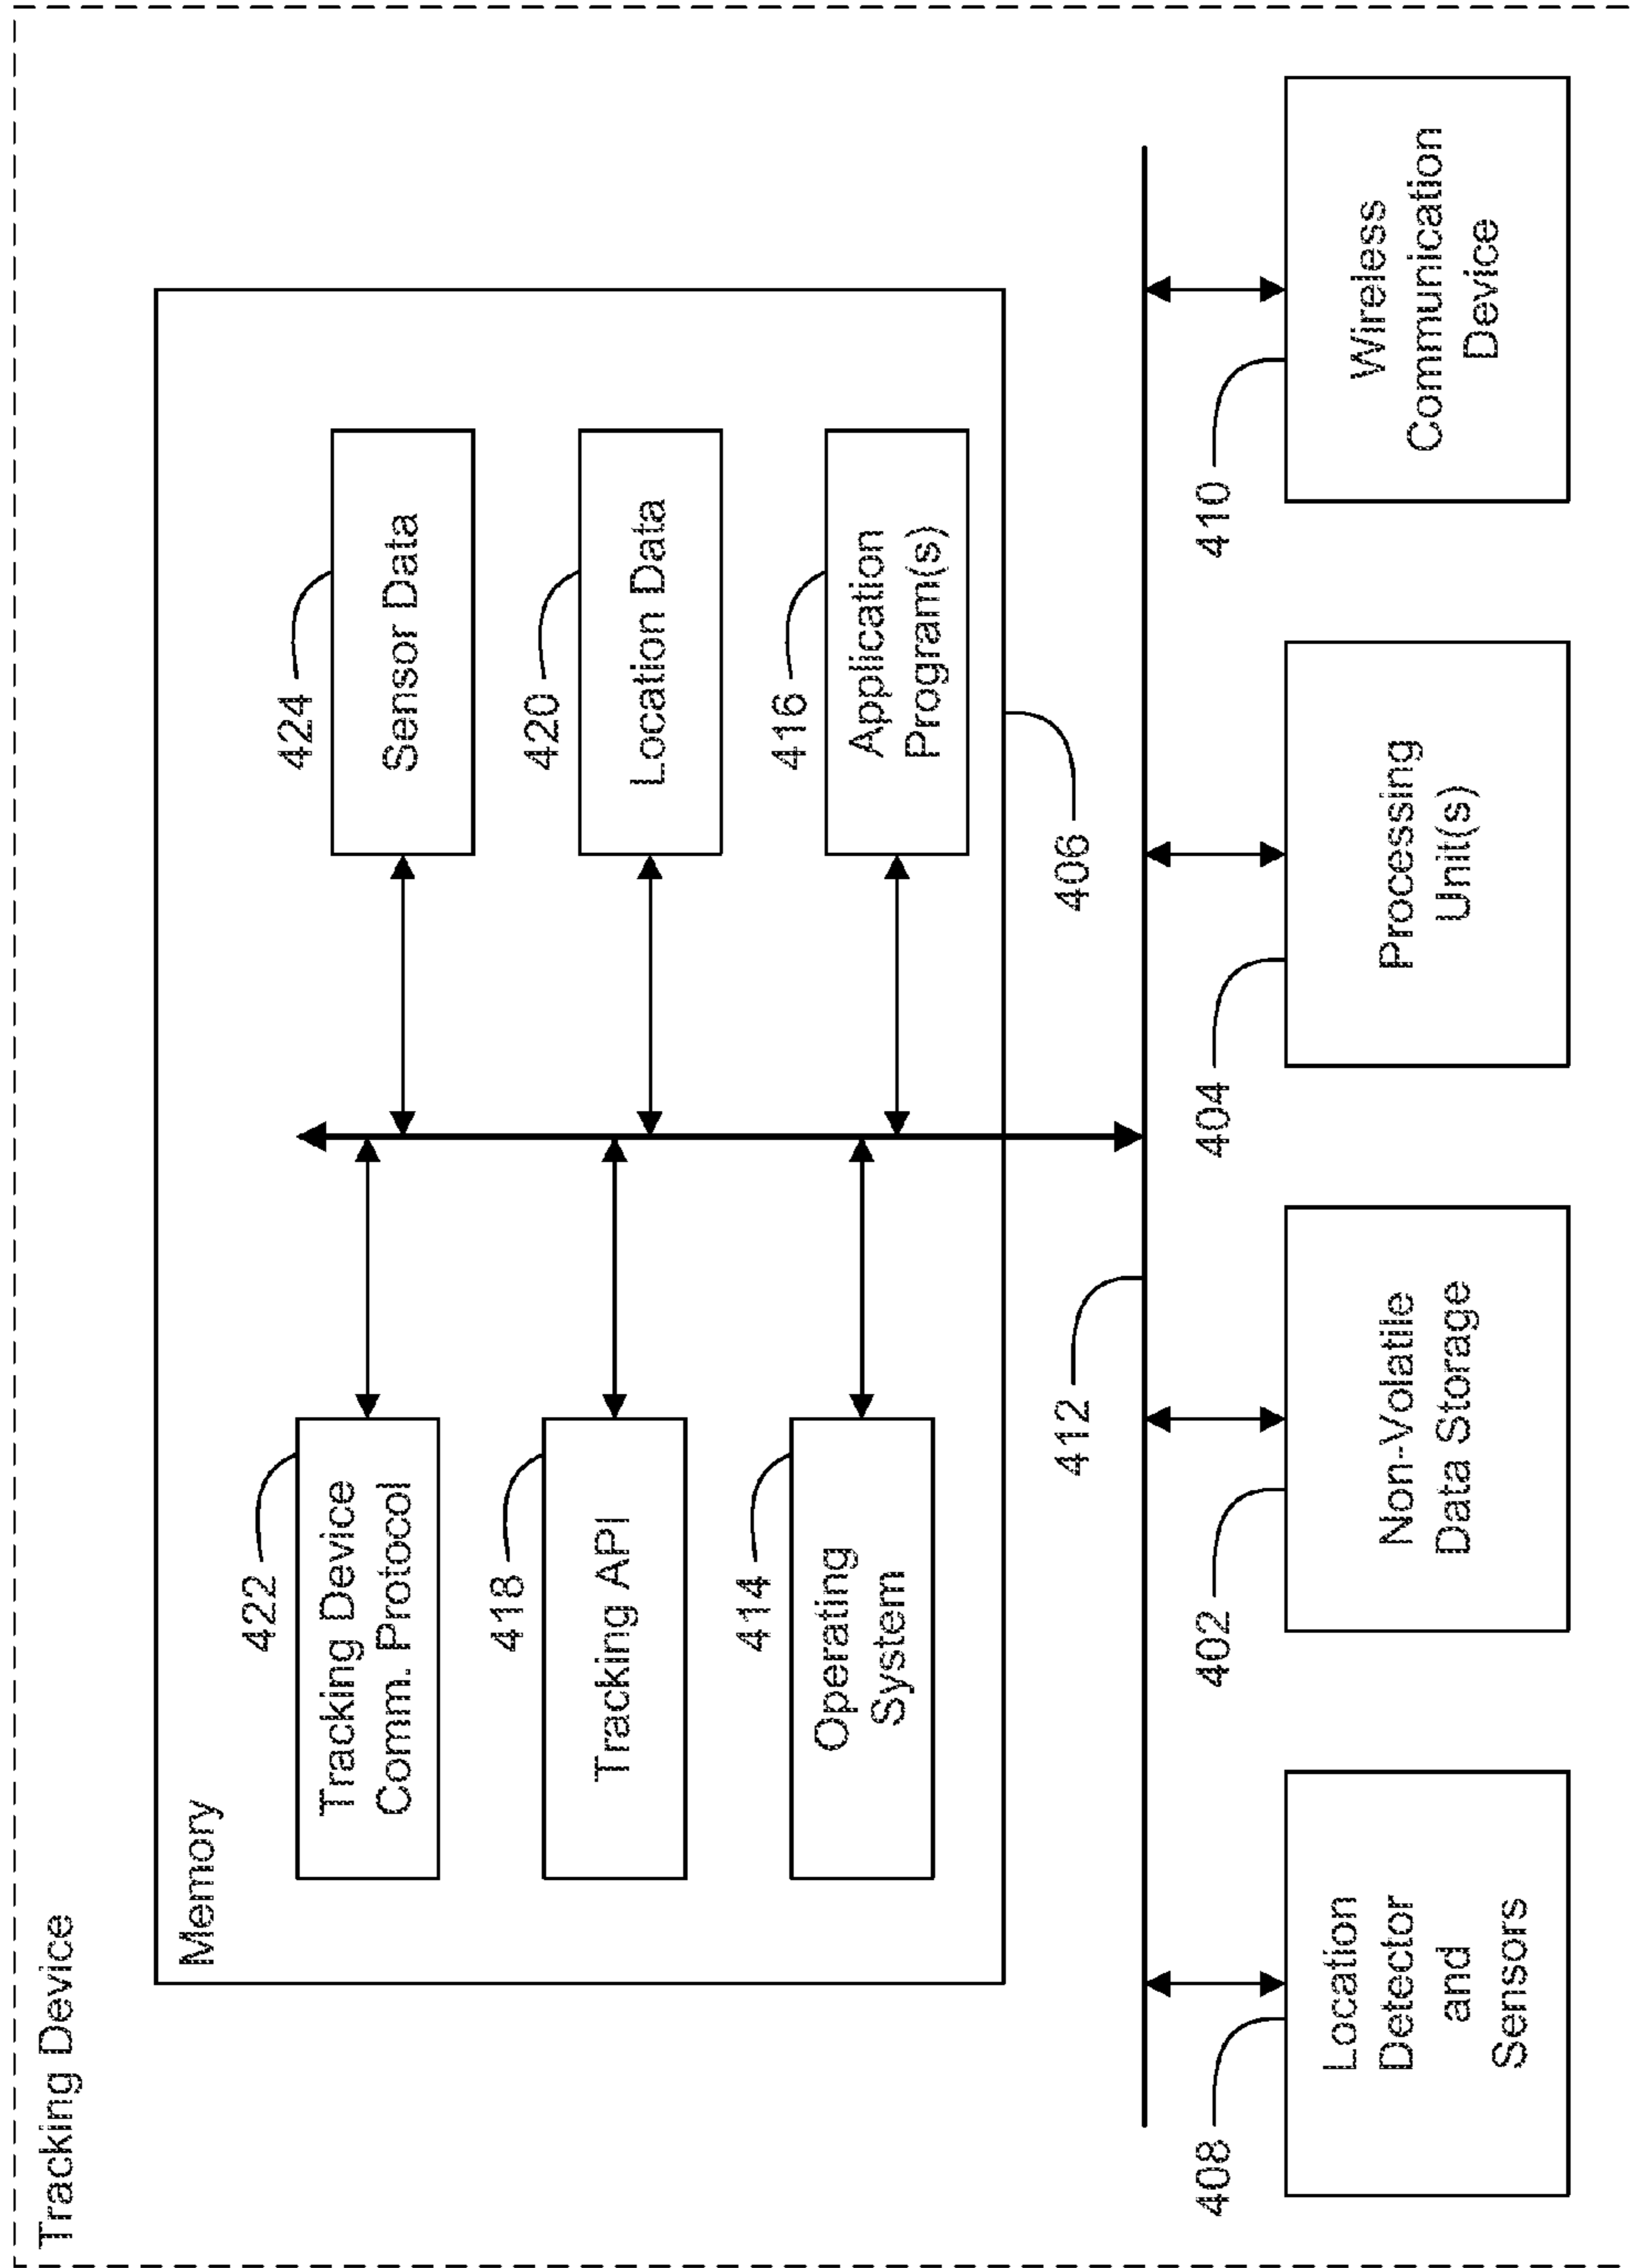 Tracking Device
Memory
422
Tracking Device
Comm. Protocol
424
Sensor Data
418
Tracking API
420
Location Data
414
Operating
System
416
Application
Program(s)
406
412
408
Location
Detector
and
Sensors
402
Non-Volatile
Data Storage
404
Processing
Unit(s)
410
Wireless
Communication
Device